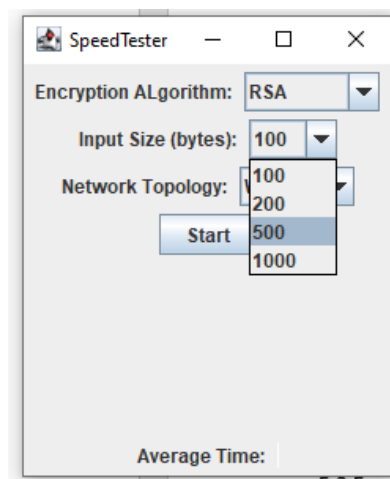 SpeedTester
Encryption ALgorithm: RSA
Input Size (bytes): 100
100
Network Topology:
200
Start
500
1000
Average Time: